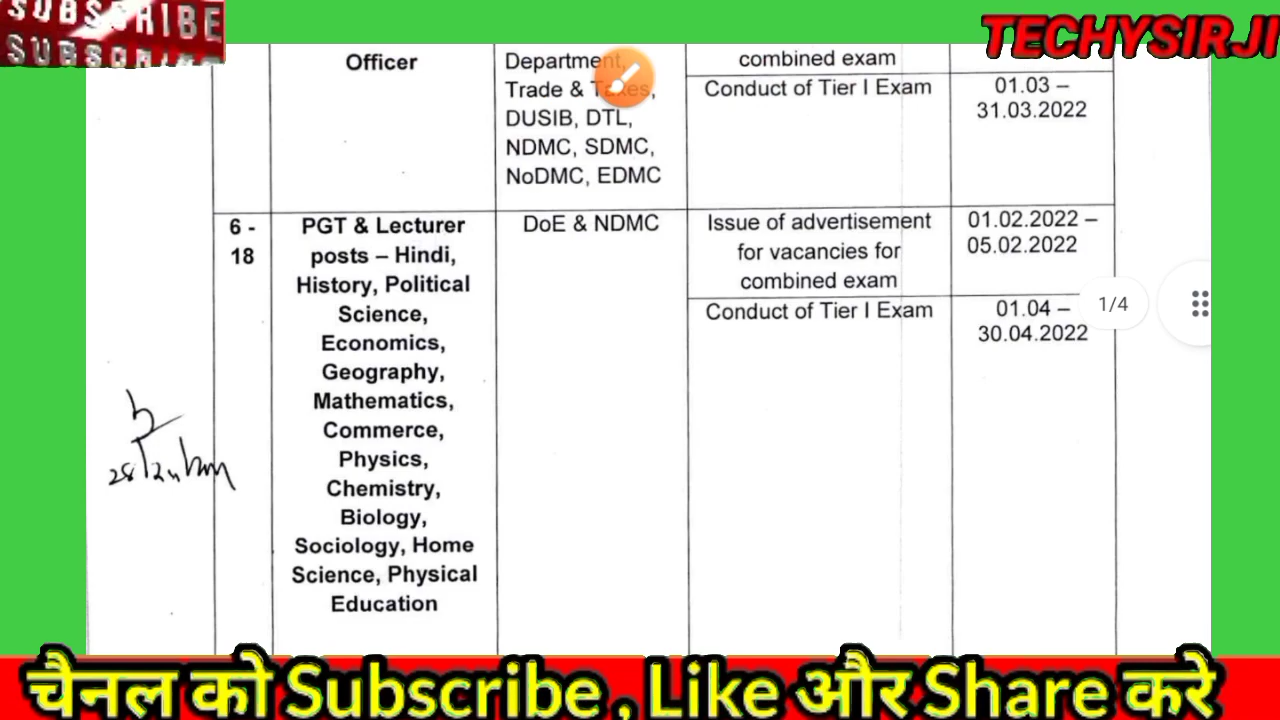 SUBSCRIBE
SUBSCRIBE
TECHYSIRJI
Officer
Department,
Trade & Taxes,
DUSIB, DTL,
NDMC, SDMC,
NoDMC, EDMC
combined exam
Conduct of Tier I Exam
01.03 –
31.03.2022
6 -
18
PGT & Lecturer
posts – Hindi,
History, Political
Science,
Economics,
Geography,
Mathematics,
Commerce,
Physics,
Chemistry,
Biology,
Sociology, Home
Science, Physical
Education
DoE & NDMC
Issue of advertisement
for vacancies for
combined exam
01.02.2022 –
05.02.2022
Conduct of Tier I Exam
01.04 –
30.04.2022
1/4
चैनल को Subscribe , Like और Share करे